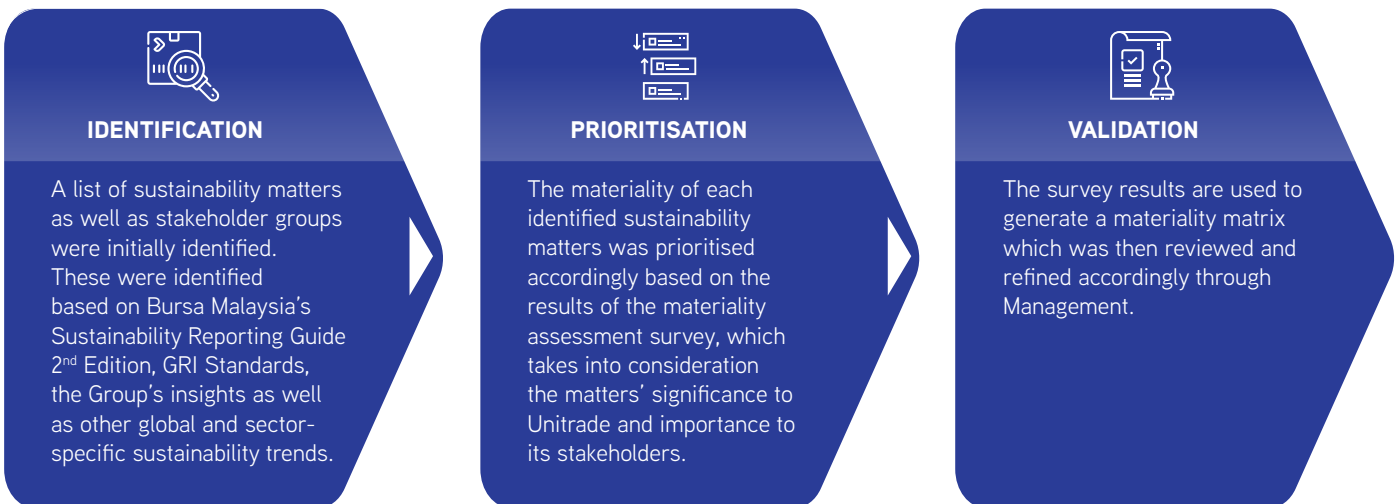 IDENTIFICATION
A list of sustainability matters
as well as stakeholder groups
were initially identified.
These were identified
based on Bursa Malaysia’s
Sustainability Reporting Guide
2nd Edition, GRI Standards,
the Group’s insights as well
as other global and sector-
specific sustainability trends.
PRIORITISATION
The materiality of each
identified sustainability
matters was prioritised
accordingly based on the
results of the materiality
assessment survey, which
takes into consideration
the matters’ significance to
Unitrade and importance to
its stakeholders.
VALIDATION
The survey results are used to
generate a materiality matrix
which was then reviewed and
refined accordingly through
Management.